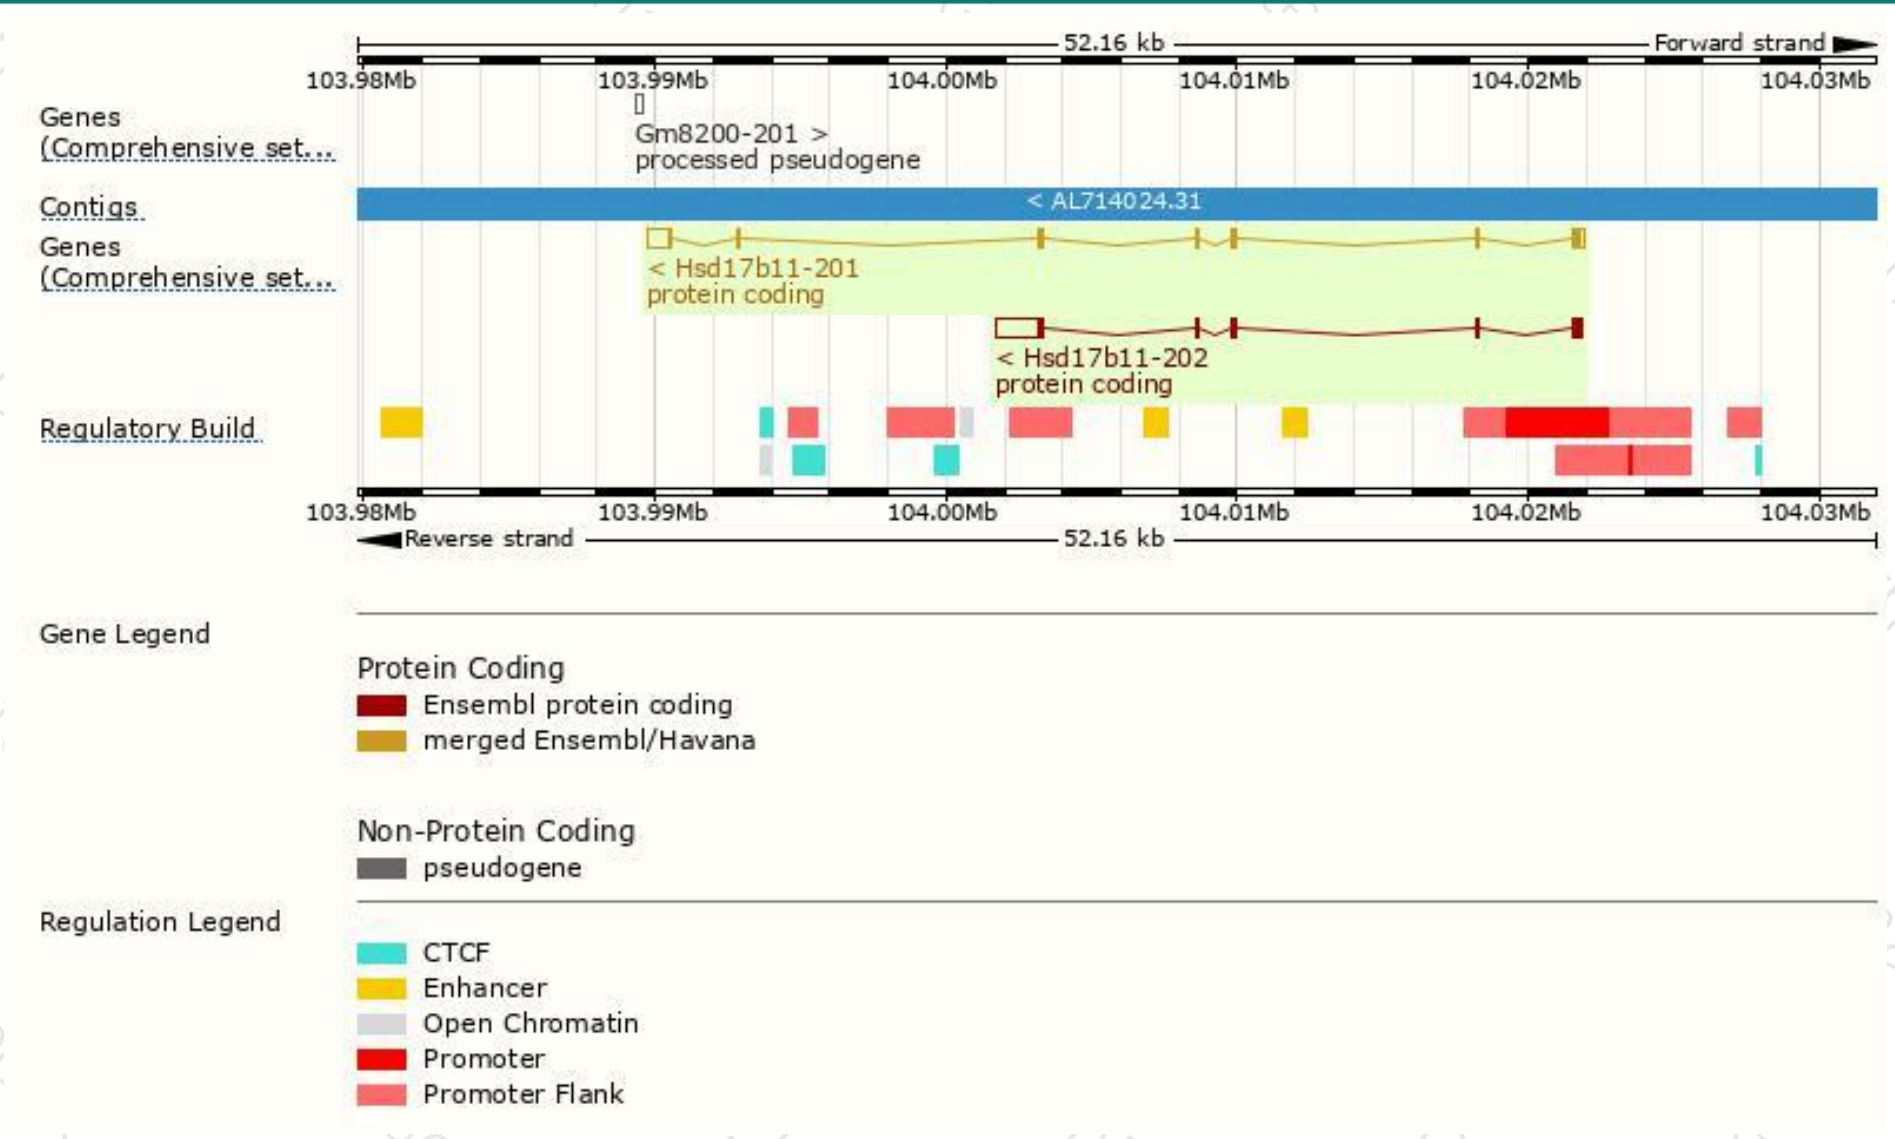 52.16 kb Forward strand
103.98Mb 103.99Mb 104.00Mb 104.01Mb 104.02Mb 104.03Mb
Genes
(Comprehensive set...
Gm8200-201 >
processed pseudogene
Contigs
< AL714024.31
Genes
(Comprehensive set...
< Hsd17b11-201
protein coding
< Hsd17b11-202
protein coding
Regulatory Build
103.98Mb 103.99Mb 104.00Mb 104.01Mb 104.02Mb 104.03Mb
Reverse strand 52.16 kb
Gene Legend
Protein Coding
Ensembl protein coding
merged Ensembl/Havana
Non-Protein Coding
pseudogene
Regulation Legend
CTCF
Enhancer
Open Chromatin
Promoter
Promoter Flank